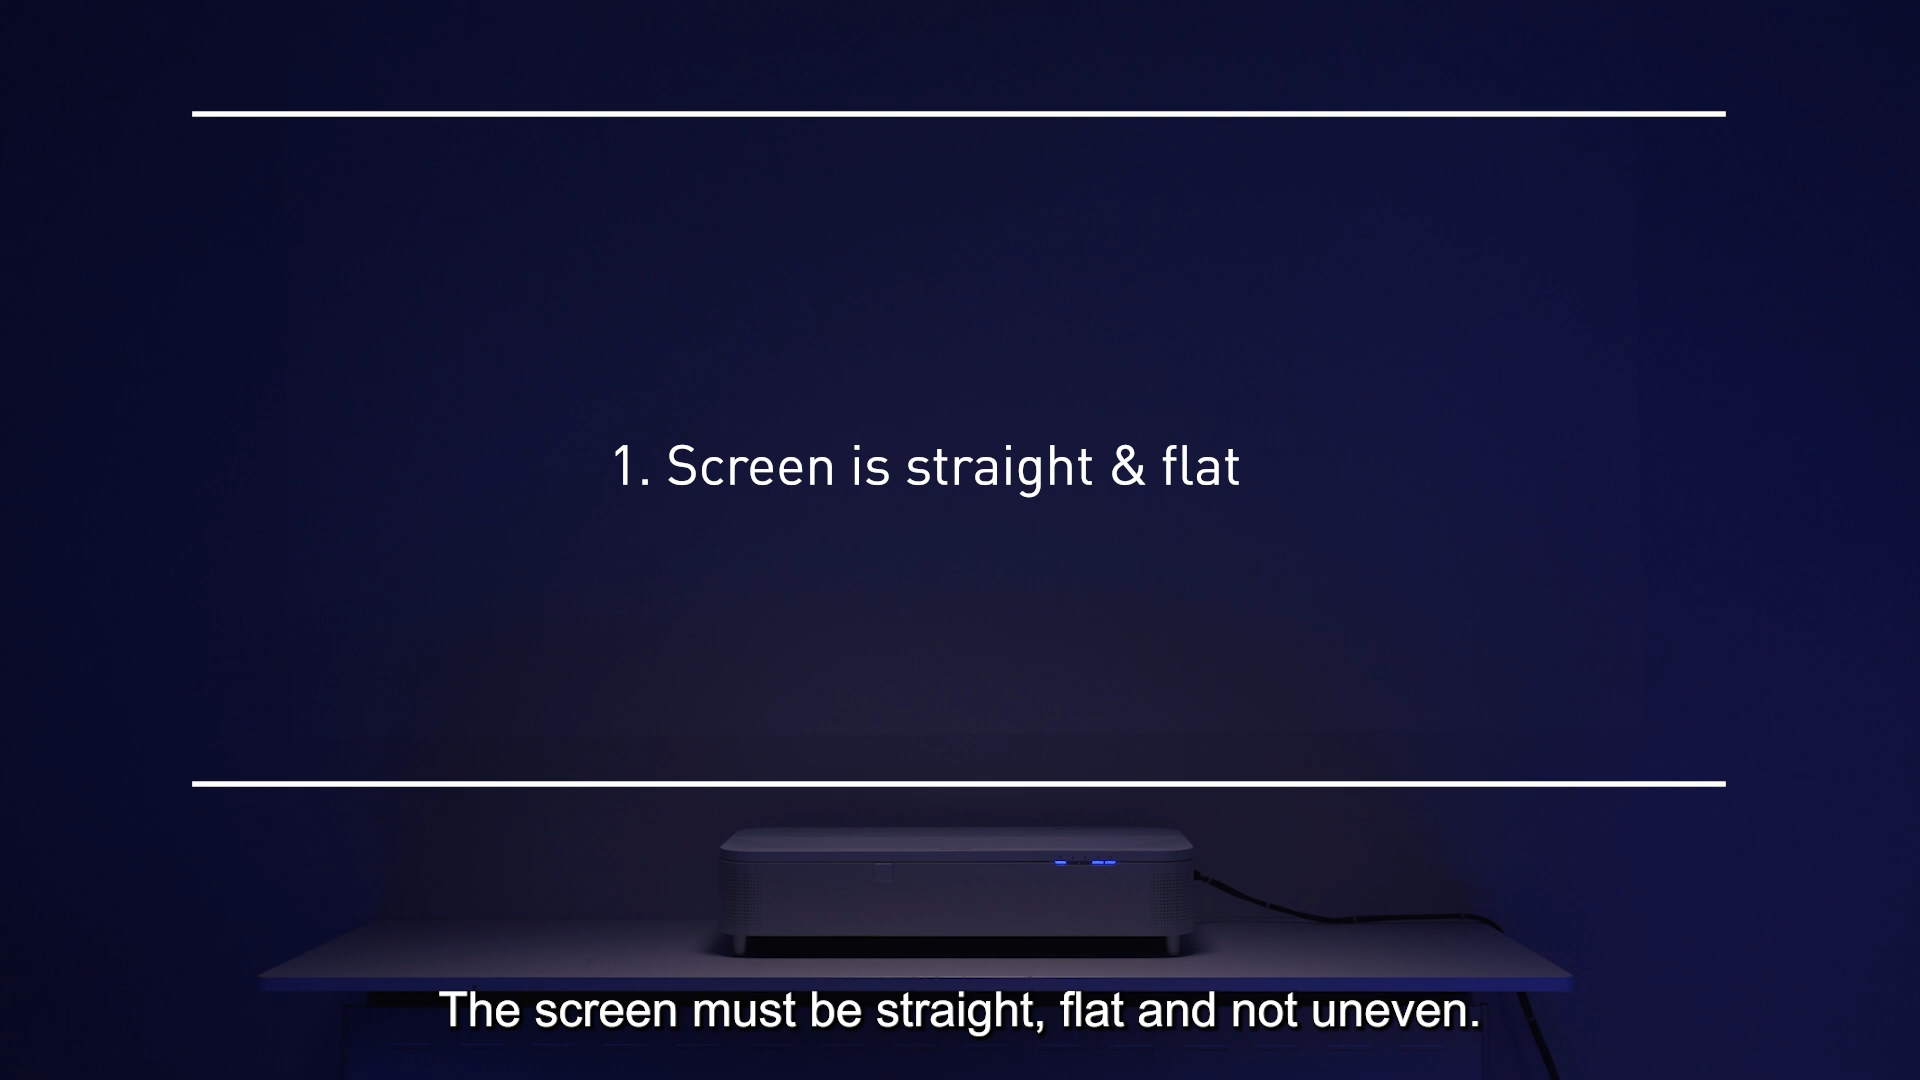 1. Screen is straight & flat
The screen must be straight, flat and not uneven.